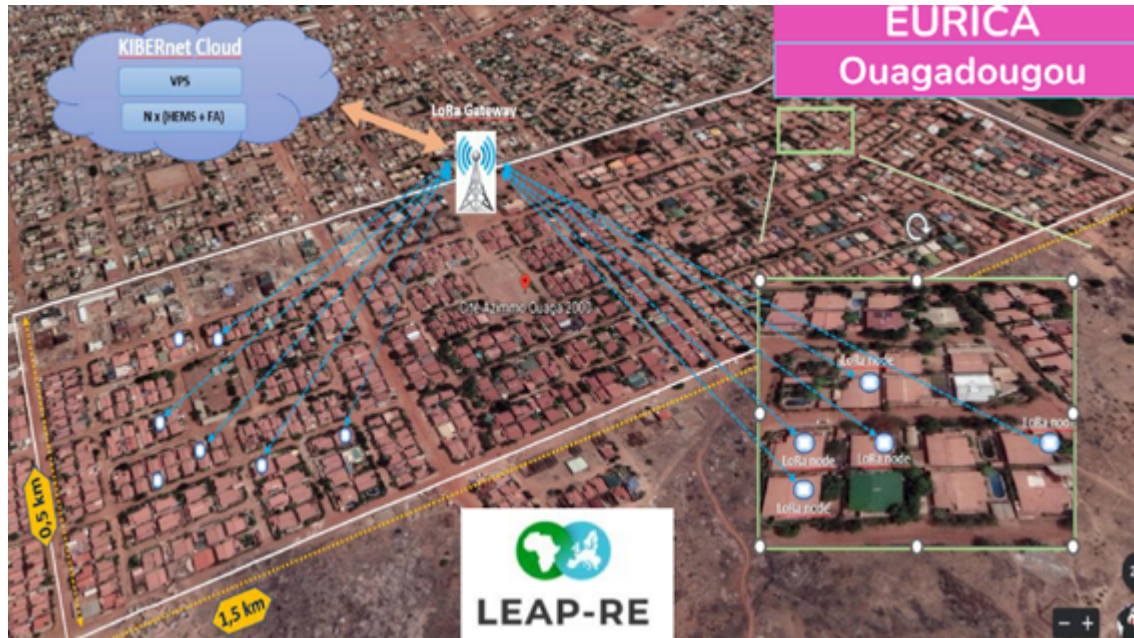 EURICA
Ouagadougou
KIBERnet Cloud
VPS
N x (HEMS + FA)
LoRa Gateway
Cité Azimmo Ouaga 2000
LoRa node
LoRa nod
LoRa node
LoRa node
LoRa node
0,5 km
1,5 km
LEAP-RE